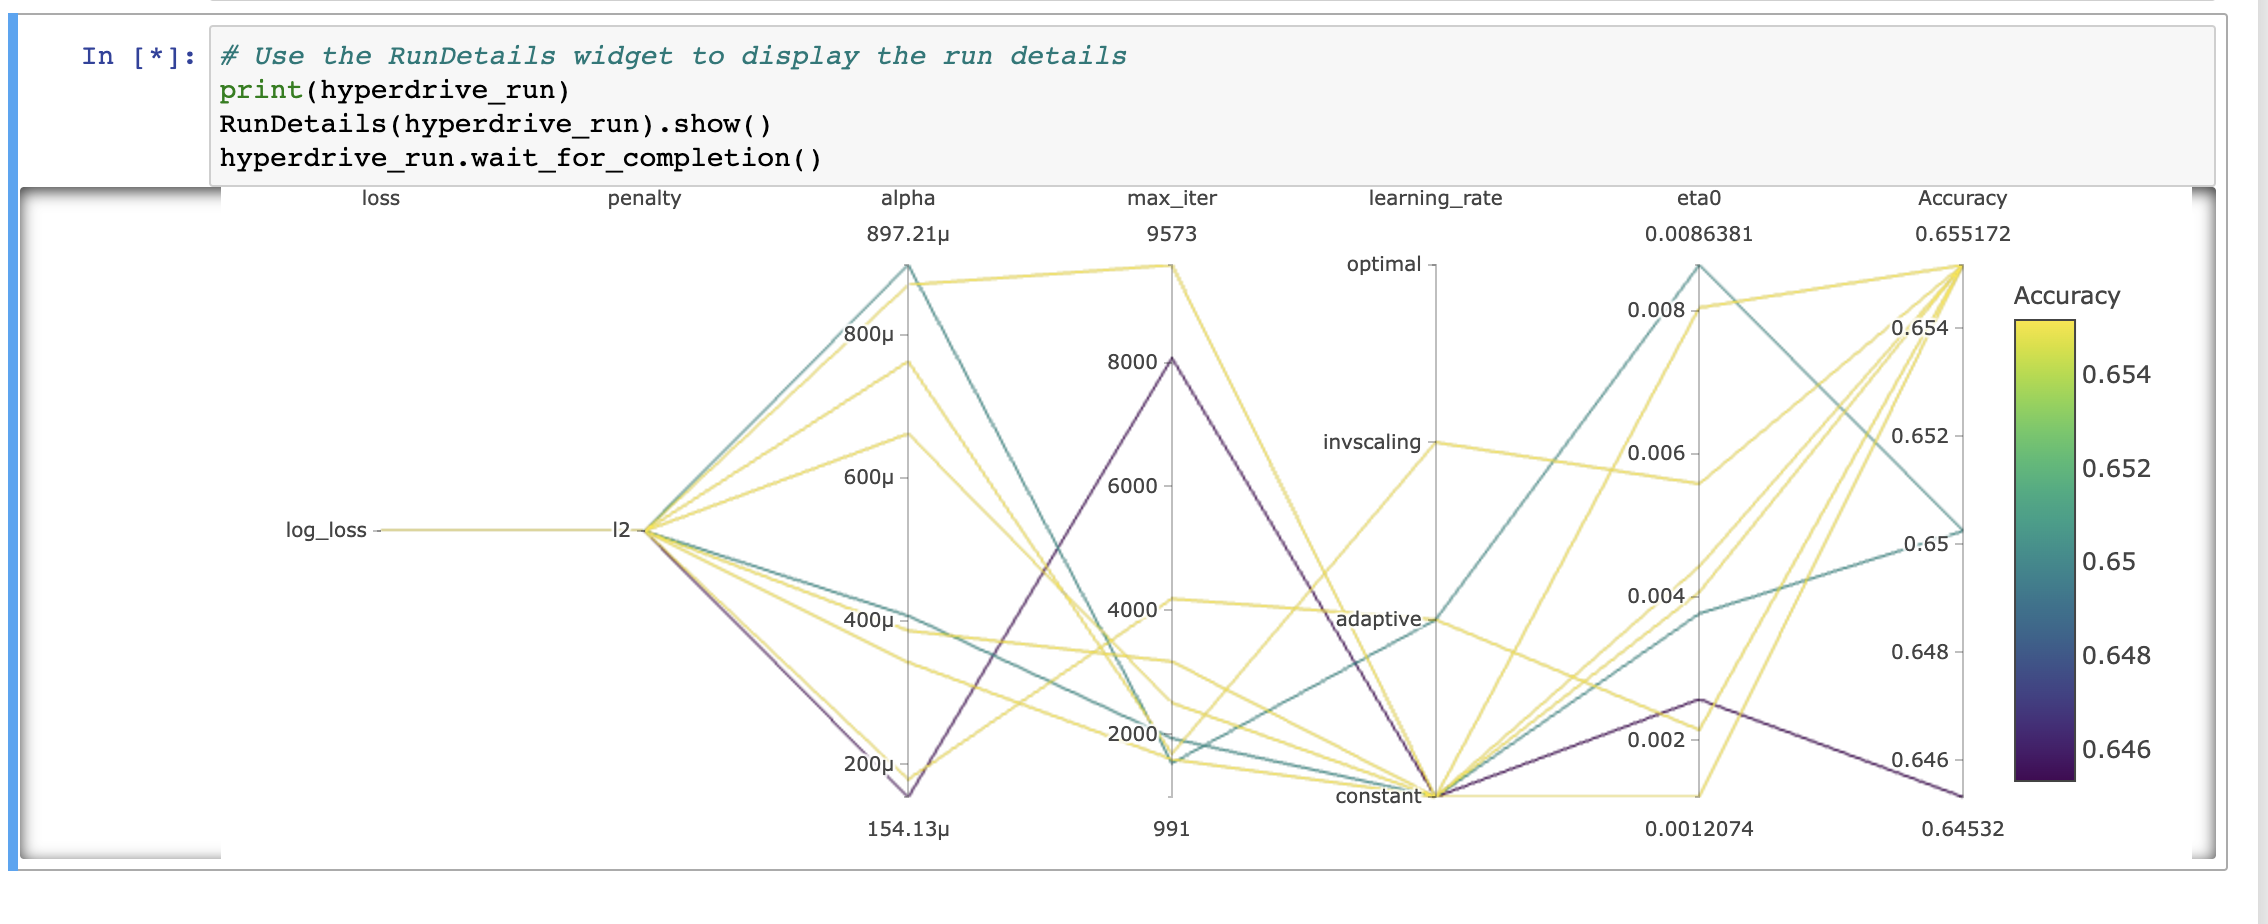 In [*]:
# Use the RunDetails widget to display the run details
print(hyperdrive_run)
RunDetails(hyperdrive_run).show()
hyperdrive_run.wait_for_completion()
loss penalty alpha max_iter learning_rate eta0 Accuracy
897.21µ 9573 0.0086381 0.655172
log_loss
l2
800µ
600µ
400µ
200µ
8000
6000
4000
2000
optimal
invscaling
adaptive
constant
0.008
0.006
0.004
0.002
0.654
0.652
0.65
0.648
0.646
154.13µ 991 0.0012074 0.64532
Accuracy
0.654
0.652
0.65
0.648
0.646